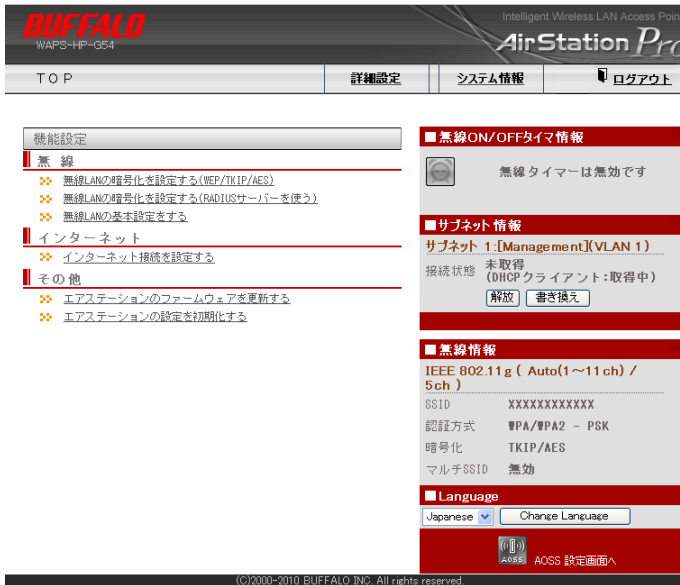 BUFFALO
WAPS-HP-G54
Intelligent Wireless LAN Access Poin
AirStation Pro
TOP
詳細設定
システム情報
ログアウト
機能設定
無 線
無線LANの暗号化を設定する(WEP/TKIP/AES)
無線LANの暗号化を設定する(RADIUSサーバーを使う)
無線LANの基本設定をする
インターネット
インターネット接続を設定する
その他
エアステーションのファームウェアを更新する
エアステーションの設定を初期化する
■無線ON/OFFタイマ情報
無線タイマーは無効です
■サブネット情報
サブネット 1:[Management](VLAN 1)
接続状態 未取得
(DHCPクライアント:取得中)
解放 書き換え
■無線情報
IEEE 802.11g ( Auto(1～11ch) /
5ch )
SSID XXXXXXXXXXXX
認証方式 WPA/WPA2 - PSK
暗号化 TKIP/AES
マルチSSID 無効
■Language
Japanese Change Language
AOSS AOSS 設定画面へ
(C)2000-2010 BUFFALO INC. All rights reserved.